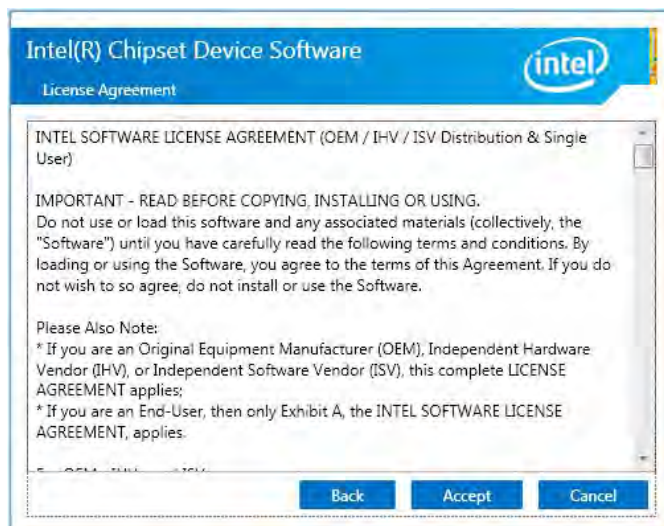 Intel(R) Chipset Device Software
intel
License Agreement
INTEL SOFTWARE LICENSE AGREEMENT (OEM / IHV / ISV Distribution & Single
User)
IMPORTANT - READ BEFORE COPYING, INSTALLING OR USING.
Do not use or load this software and any associated materials (collectively, the
"Software") until you have carefully read the following terms and conditions. By
loading or using the Software, you agree to the terms of this Agreement. If you do
not wish to so agree, do not install or use the Software.
Please Also Note:
* If you are an Original Equipment Manufacturer (OEM), Independent Hardware
Vendor (IHV), or Independent Software Vendor (ISV), this complete LICENSE
AGREEMENT applies;
* If you are an End-User, then only Exhibit A, the INTEL SOFTWARE LICENSE
AGREEMENT, applies.
Back Accept Cancel